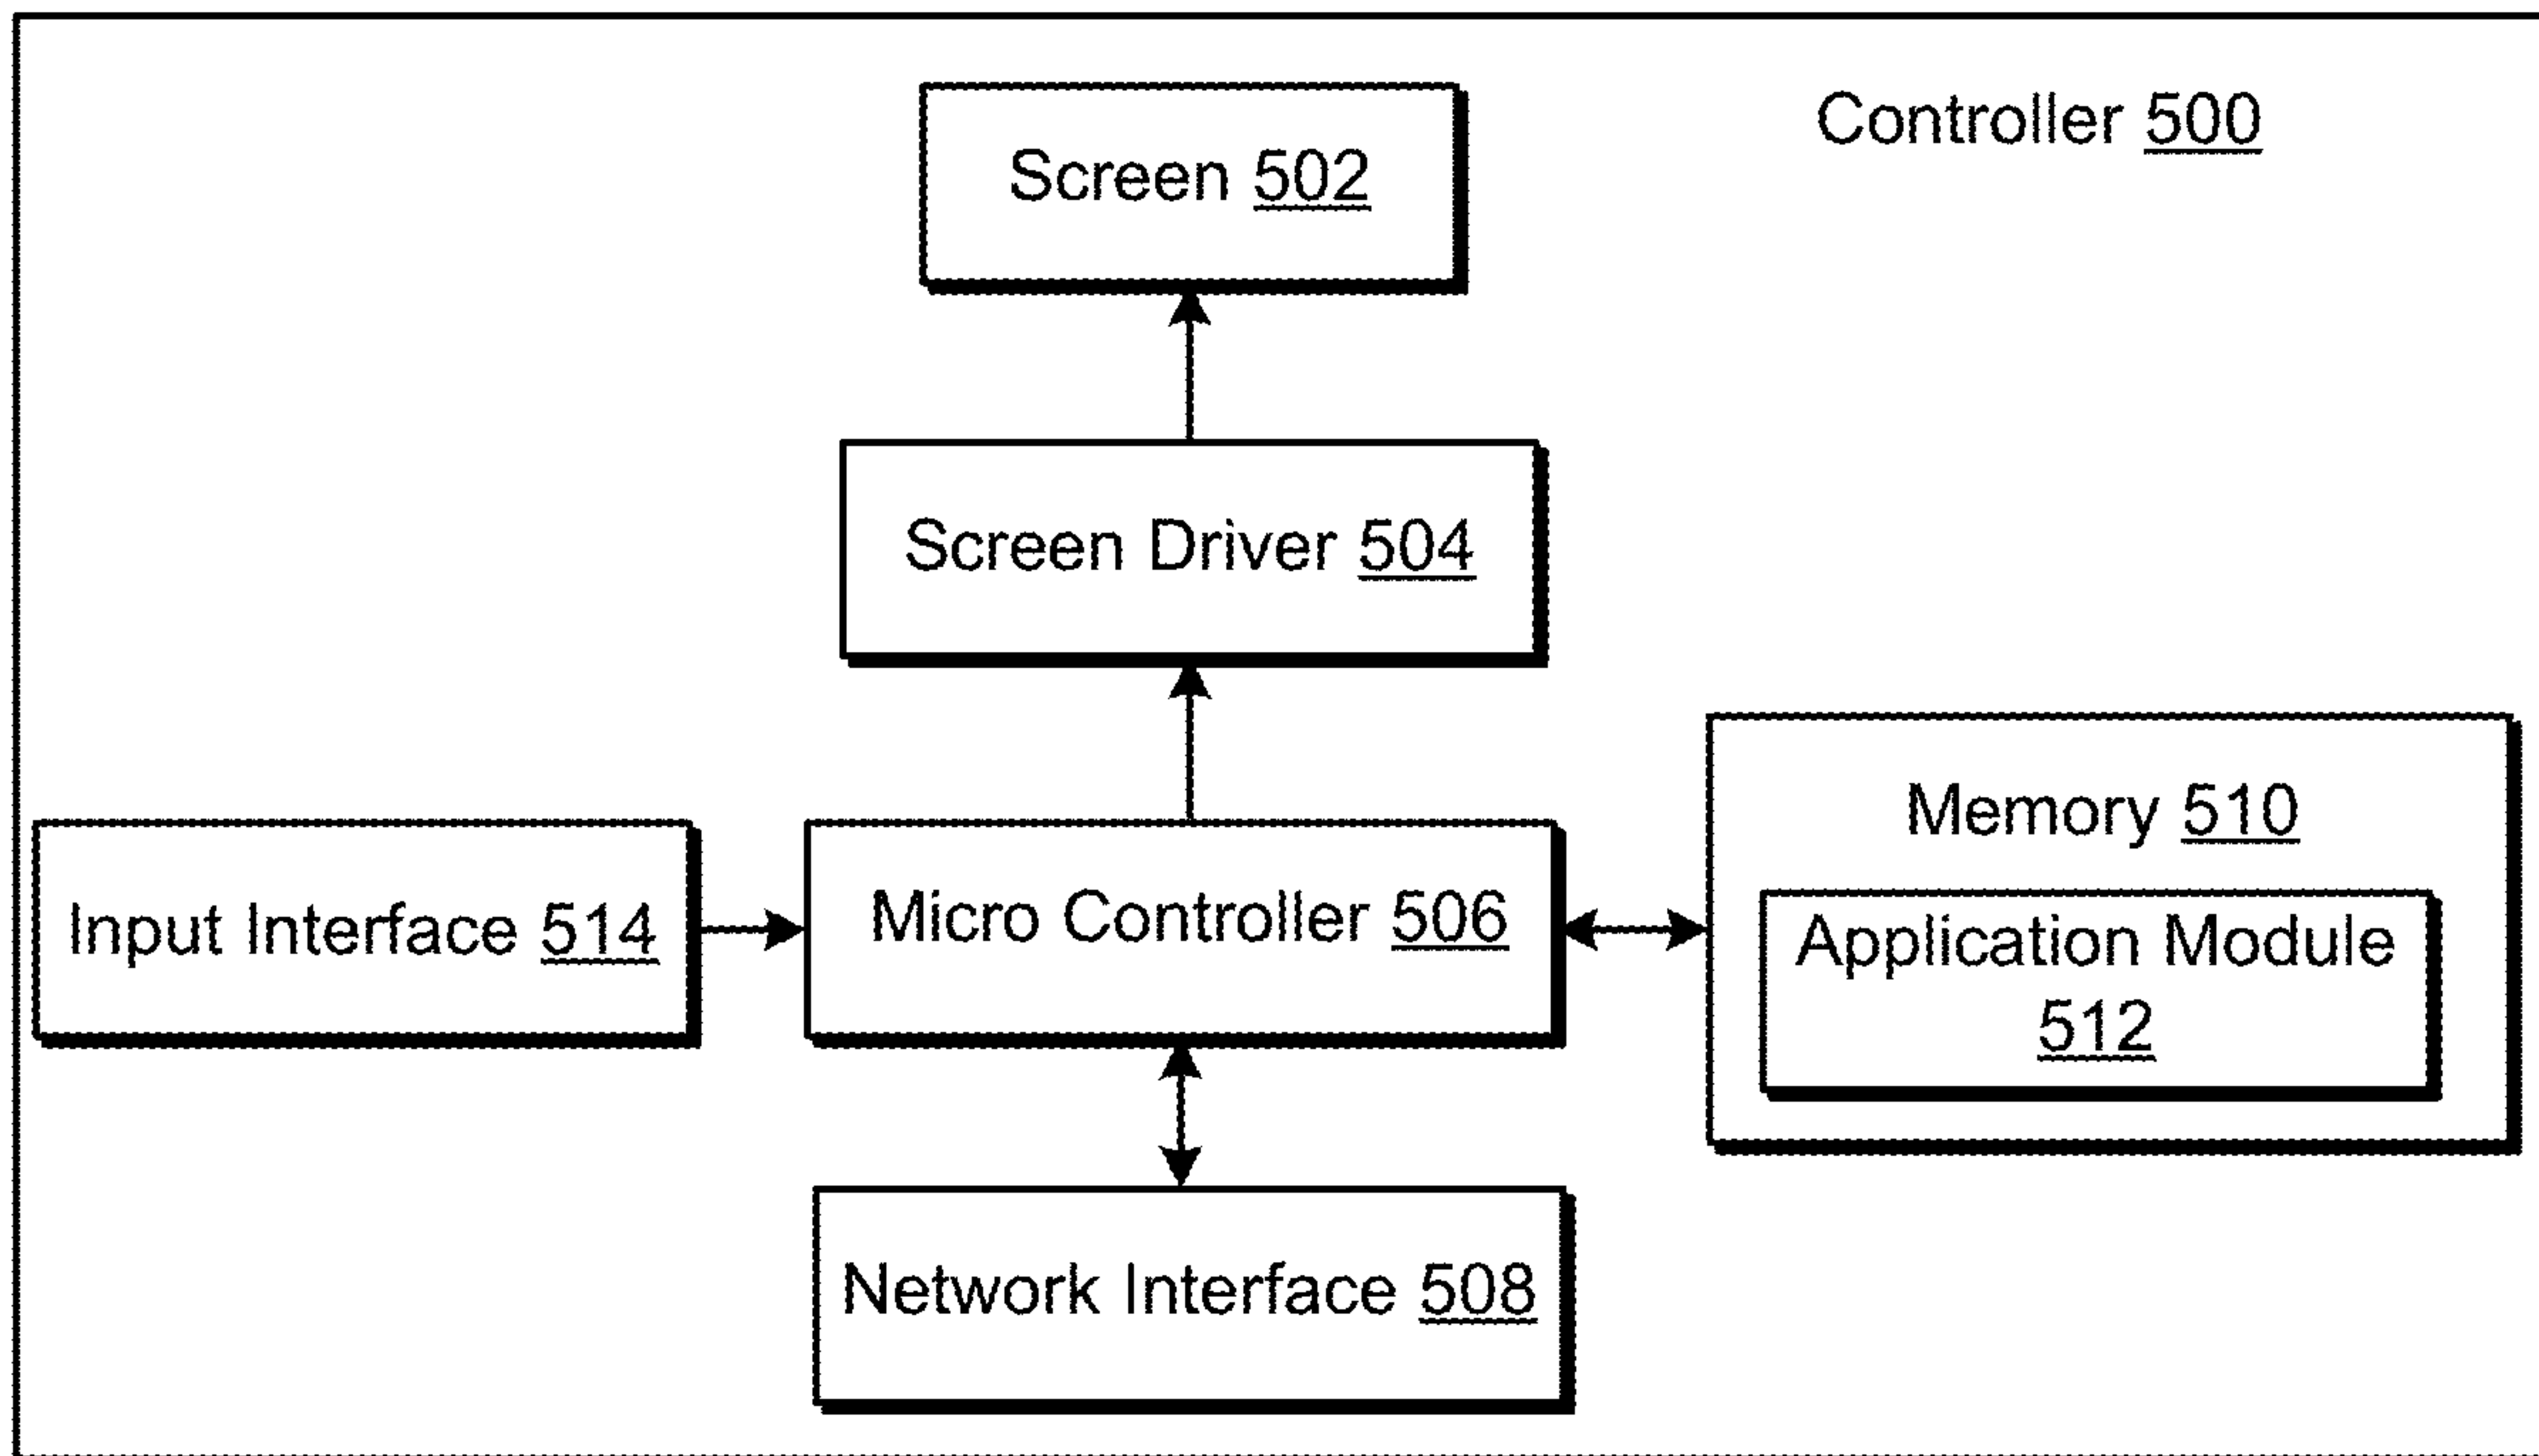 Controller 500
Screen 502
Screen Driver 504
Memory 510
Input Interface 514
Micro Controller 506
Application Module
512
Network Interface 508